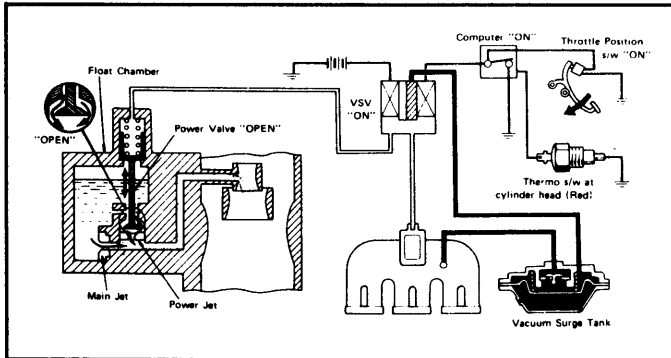 Computer "ON"
Throttle Position
s/w "ON"
Float Chamber
VSV
"ON"
Power Valve "OPEN"
"OPEN"
Thermo s/w at
cylinder head (Red)
Main Jet
Power Jet
Vacuum Surge Tank